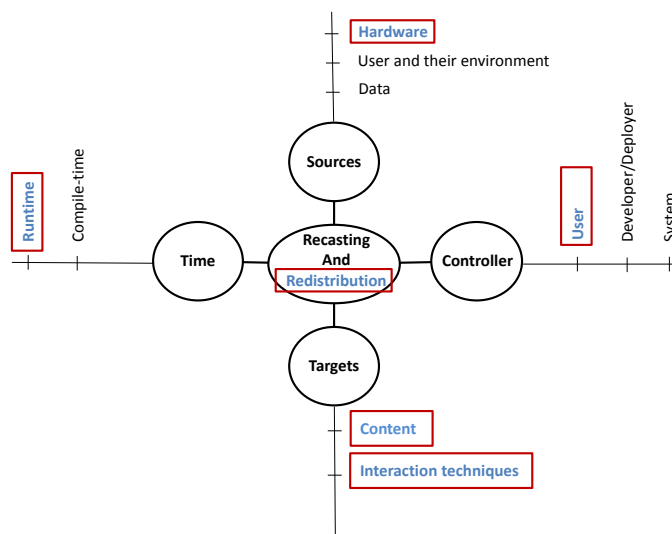 Hardware
User and their environment
Data
Sources
Runtime
Compile-time
Time
Recasting
And
Redistribution
Controller
User
Developer/Deployer
System
Targets
Content
Interaction techniques